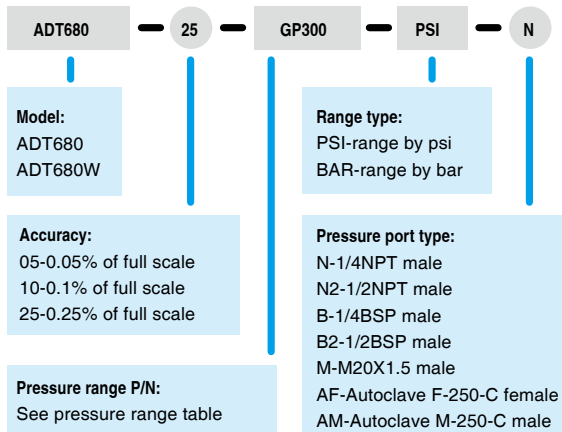 ADT680 25 GP300 PSI N
Model:
ADT680
ADT680W
Range type:
PSI-range by psi
BAR-range by bar
Accuracy:
05-0.05% of full scale
10-0.1% of full scale
25-0.25% of full scale
Pressure port type:
N-1/4NPT male
N2-1/2NPT male
B-1/4BSP male
B2-1/2BSP male
M-M20X1.5 male
AF-Autoclave F-250-C female
AM-Autoclave M-250-C male
Pressure range P/N:
See pressure range table